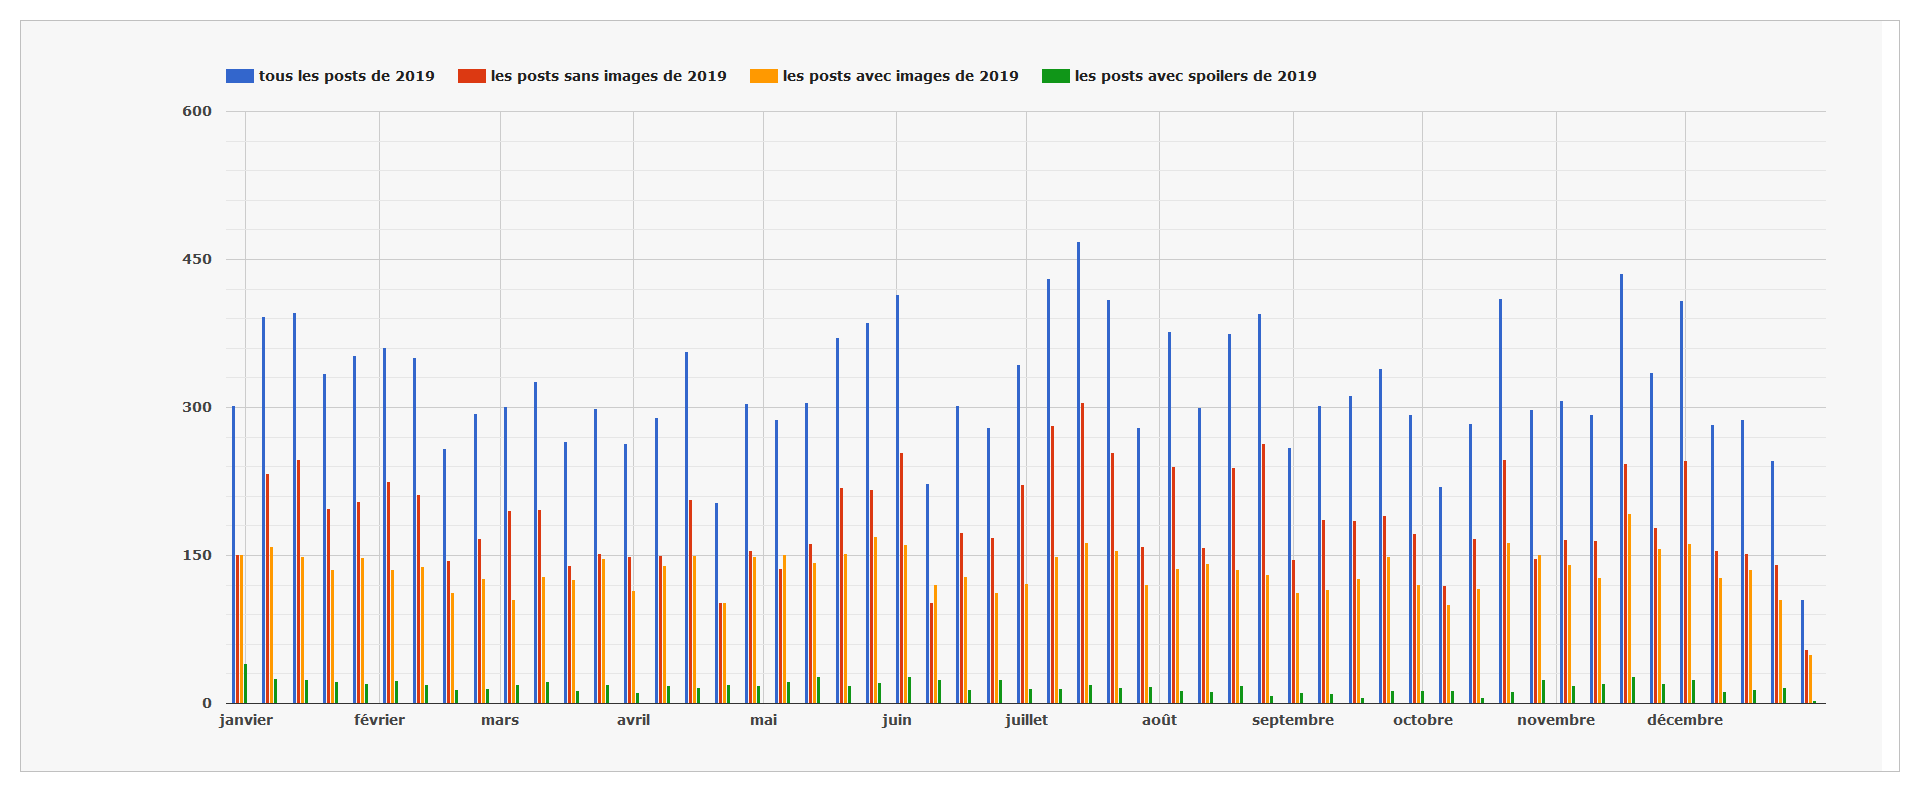 tous les posts de 2019 les posts sans images de 2019 les posts avec images de 2019 les posts avec spoilers de 2019
600
450
300
150
0
janvier février mars avril mai juin juillet août septembre octobre novembre décembre